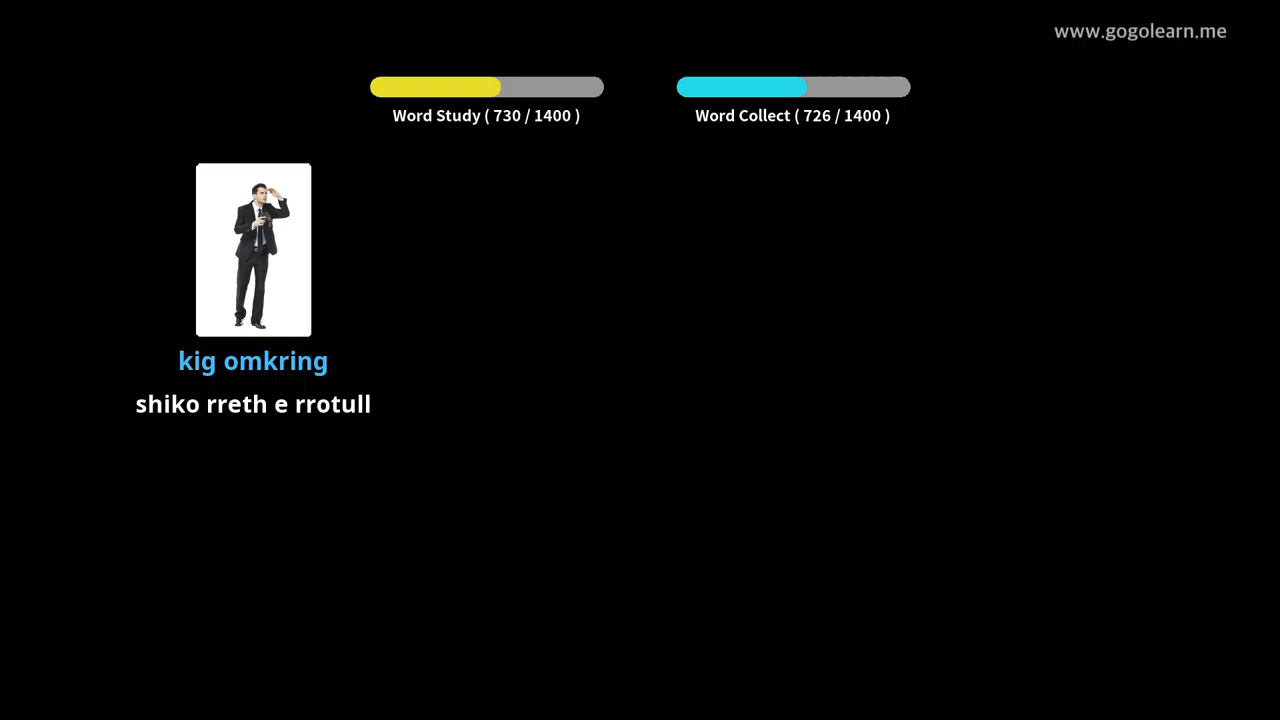 www.gogolearn.me
Word Study ( 730 / 1400 )
Word Collect ( 726 / 1400 )
kig omkring
shiko rreth e rrotull